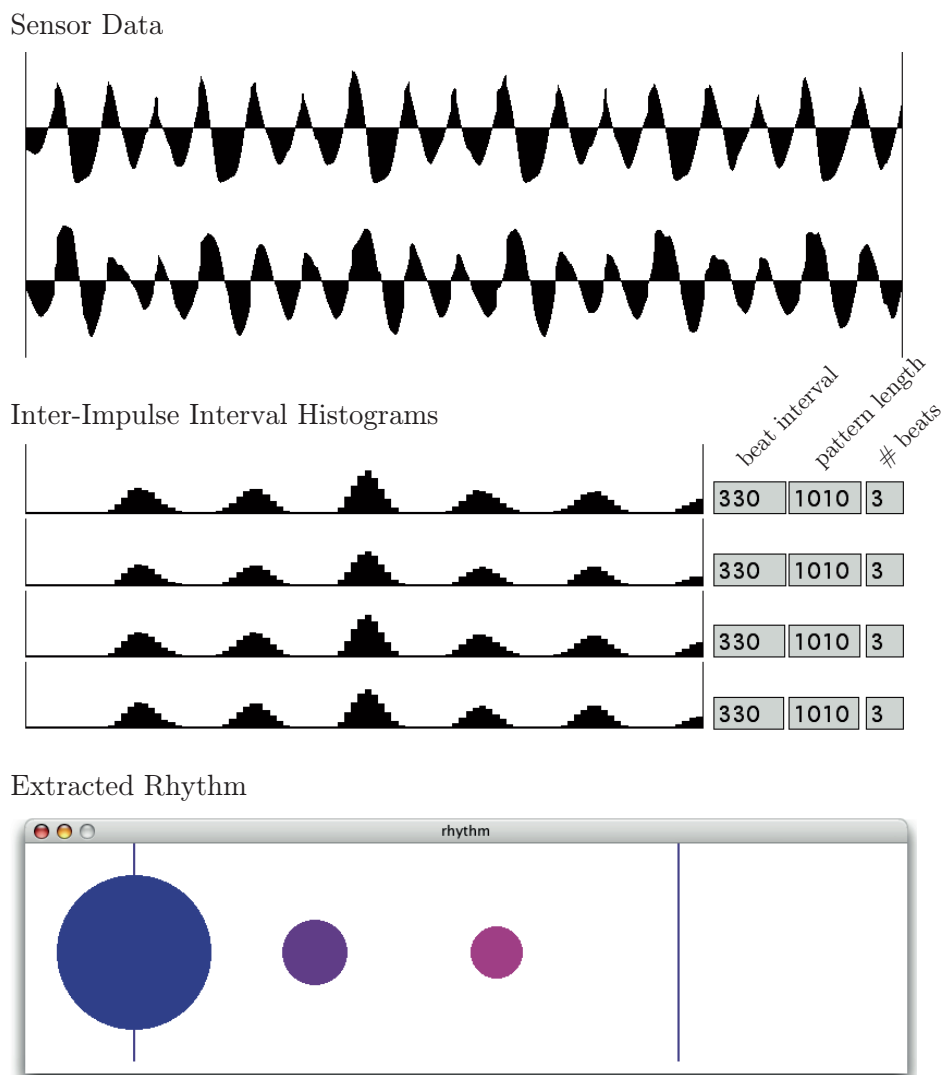 Sensor Data
Inter-Impulse Interval Histograms
beat interval
pattern length
# beats
330 1010 3
330 1010 3
330 1010 3
330 1010 3
Extracted Rhythm
rhythm